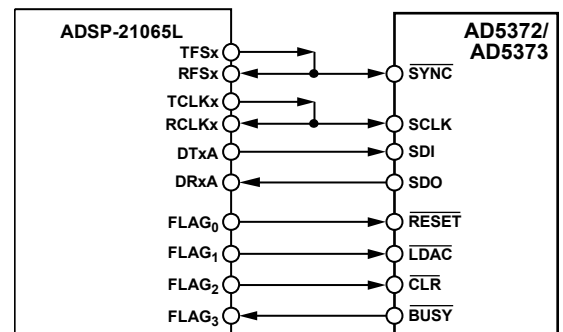 ADSP-21065L
AD5372/
AD5373
TFSx
RFSx
SYNC
TCLKx
RCLKx
SCLK
DTxA
SDI
DRxA
SDO
FLAG₀
RESET
FLAG₁
LDAC
FLAG₂
CLR
FLAG₃
BUSY